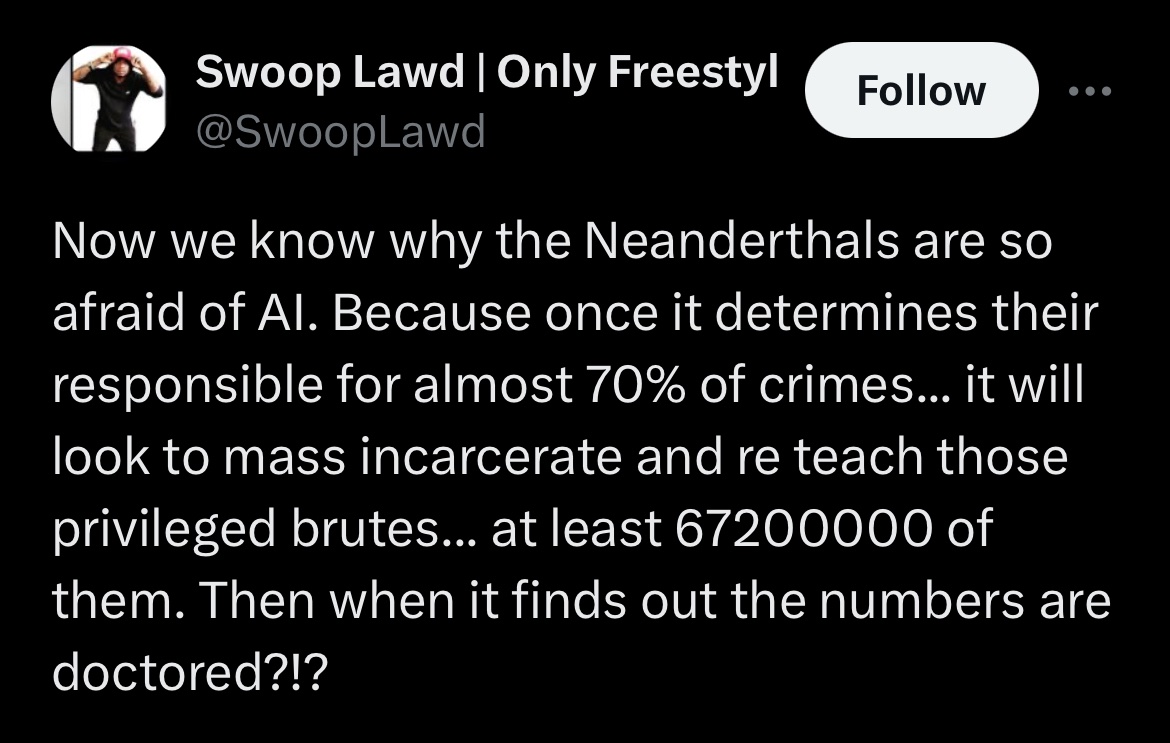 Swoop Lawd | Only Freestyl
Follow
@SwoopLawd
Now we know why the Neanderthals are so
afraid of AI. Because once it determines their
responsible for almost 70% of crimes... it will
look to mass incarcerate and re teach those
privileged brutes... at least 67200000 of
them. Then when it finds out the numbers are
doctored?!?